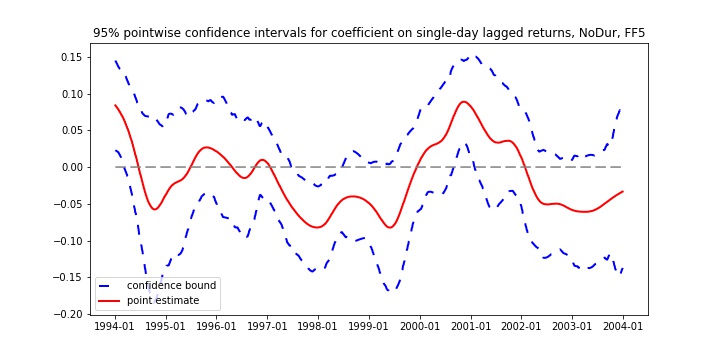 95% pointwise confidence intervals for coefficient on single-day lagged returns, NoDur, FF5
0.15
0.10
0.05
0.00
−0.05
−0.10
−0.15
−0.20
confidence bound
point estimate
1994-01 1995-01 1996-01 1997-01 1998-01 1999-01 2000-01 2001-01 2002-01 2003-01 2004-01